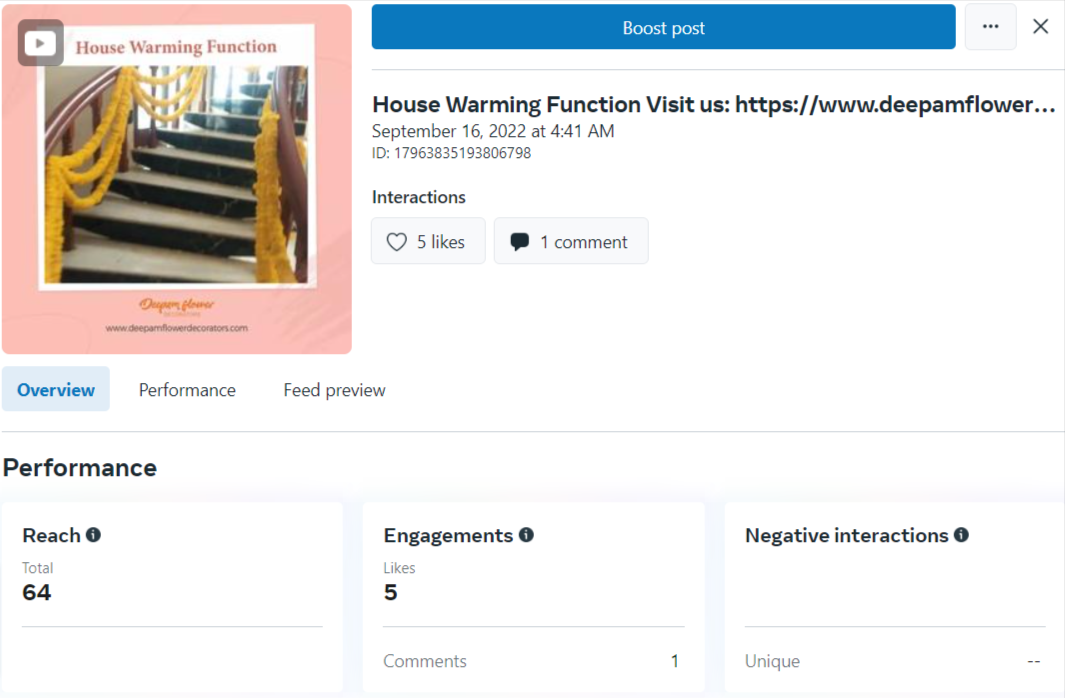 House Warming Function
Deepam flower
DECORATORS
www.deepamflowerdecorators.com
Boost post
House Warming Function Visit us: https://www.deepamflower...
September 16, 2022 at 4:41 AM
ID: 17963835193806798
Interactions
5 likes
1 comment
Overview
Performance
Feed preview
Performance
Reach
Total
64
Engagements
Likes
5
Comments
1
Negative interactions
Unique
--